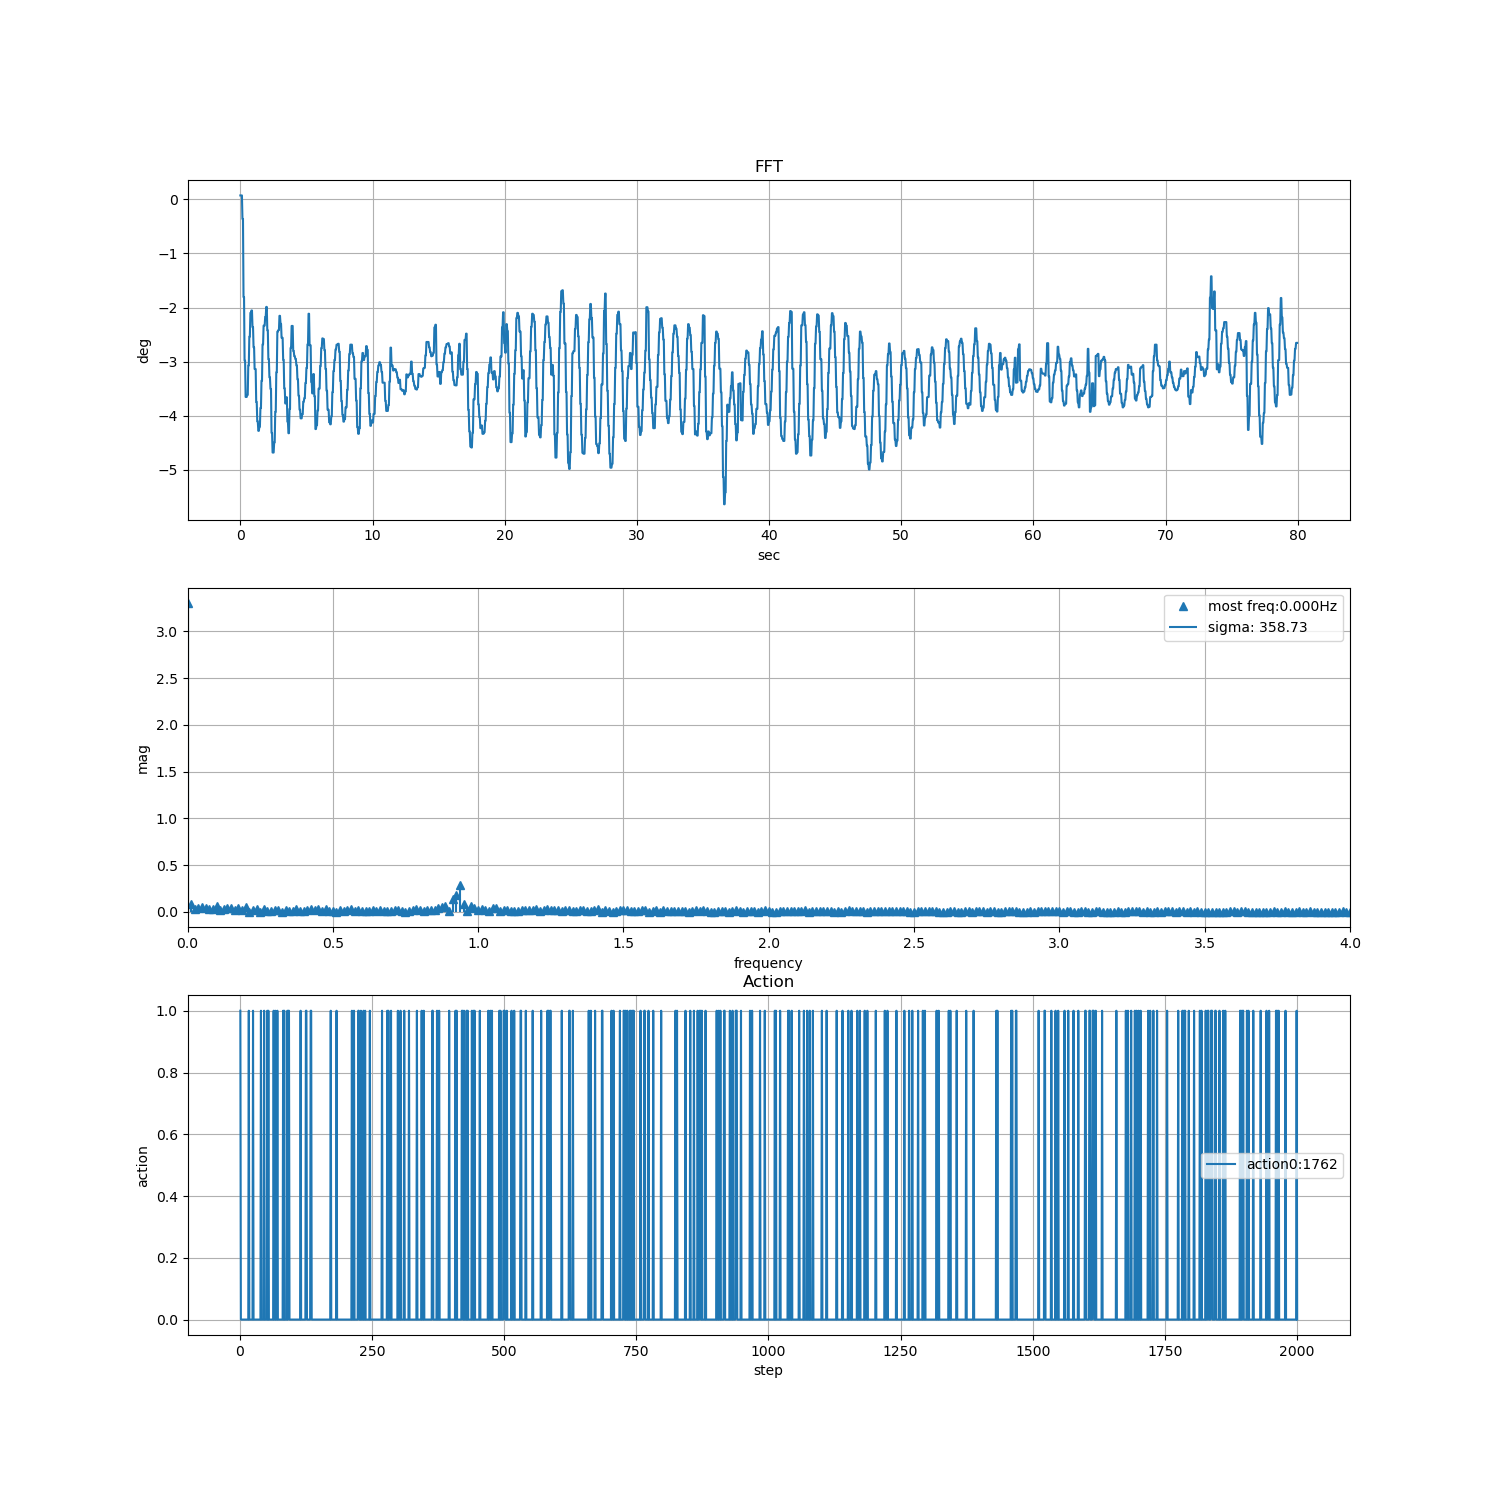 FFT
0
−1
−2
−3
−4
−5
deg
0 10 20 30 40 50 60 70 80
sec
most freq:0.000Hz
sigma: 358.73
3.0
2.5
2.0
1.5
1.0
0.5
0.0
mag
0.0 0.5 1.0 1.5 2.0 2.5 3.0 3.5 4.0
frequency
Action
1.0
0.8
0.6
0.4
0.2
0.0
action
action0:1762
0 250 500 750 1000 1250 1500 1750 2000
step